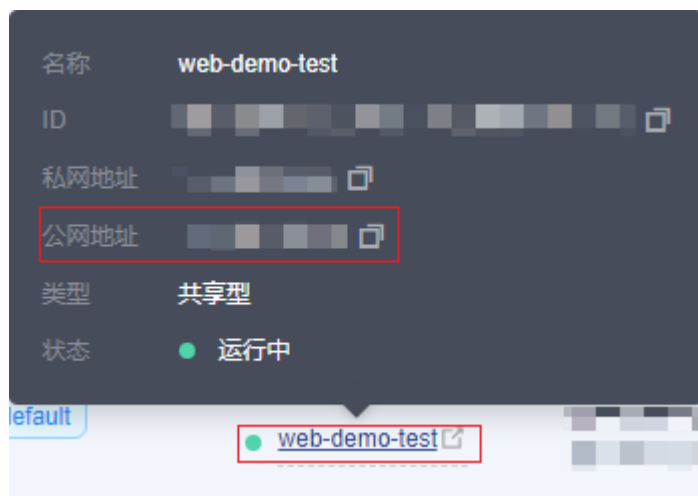 名称 web-demo-test
ID
私网地址
公网地址
类型 共享型
状态 运行中
efault
web-demo-test